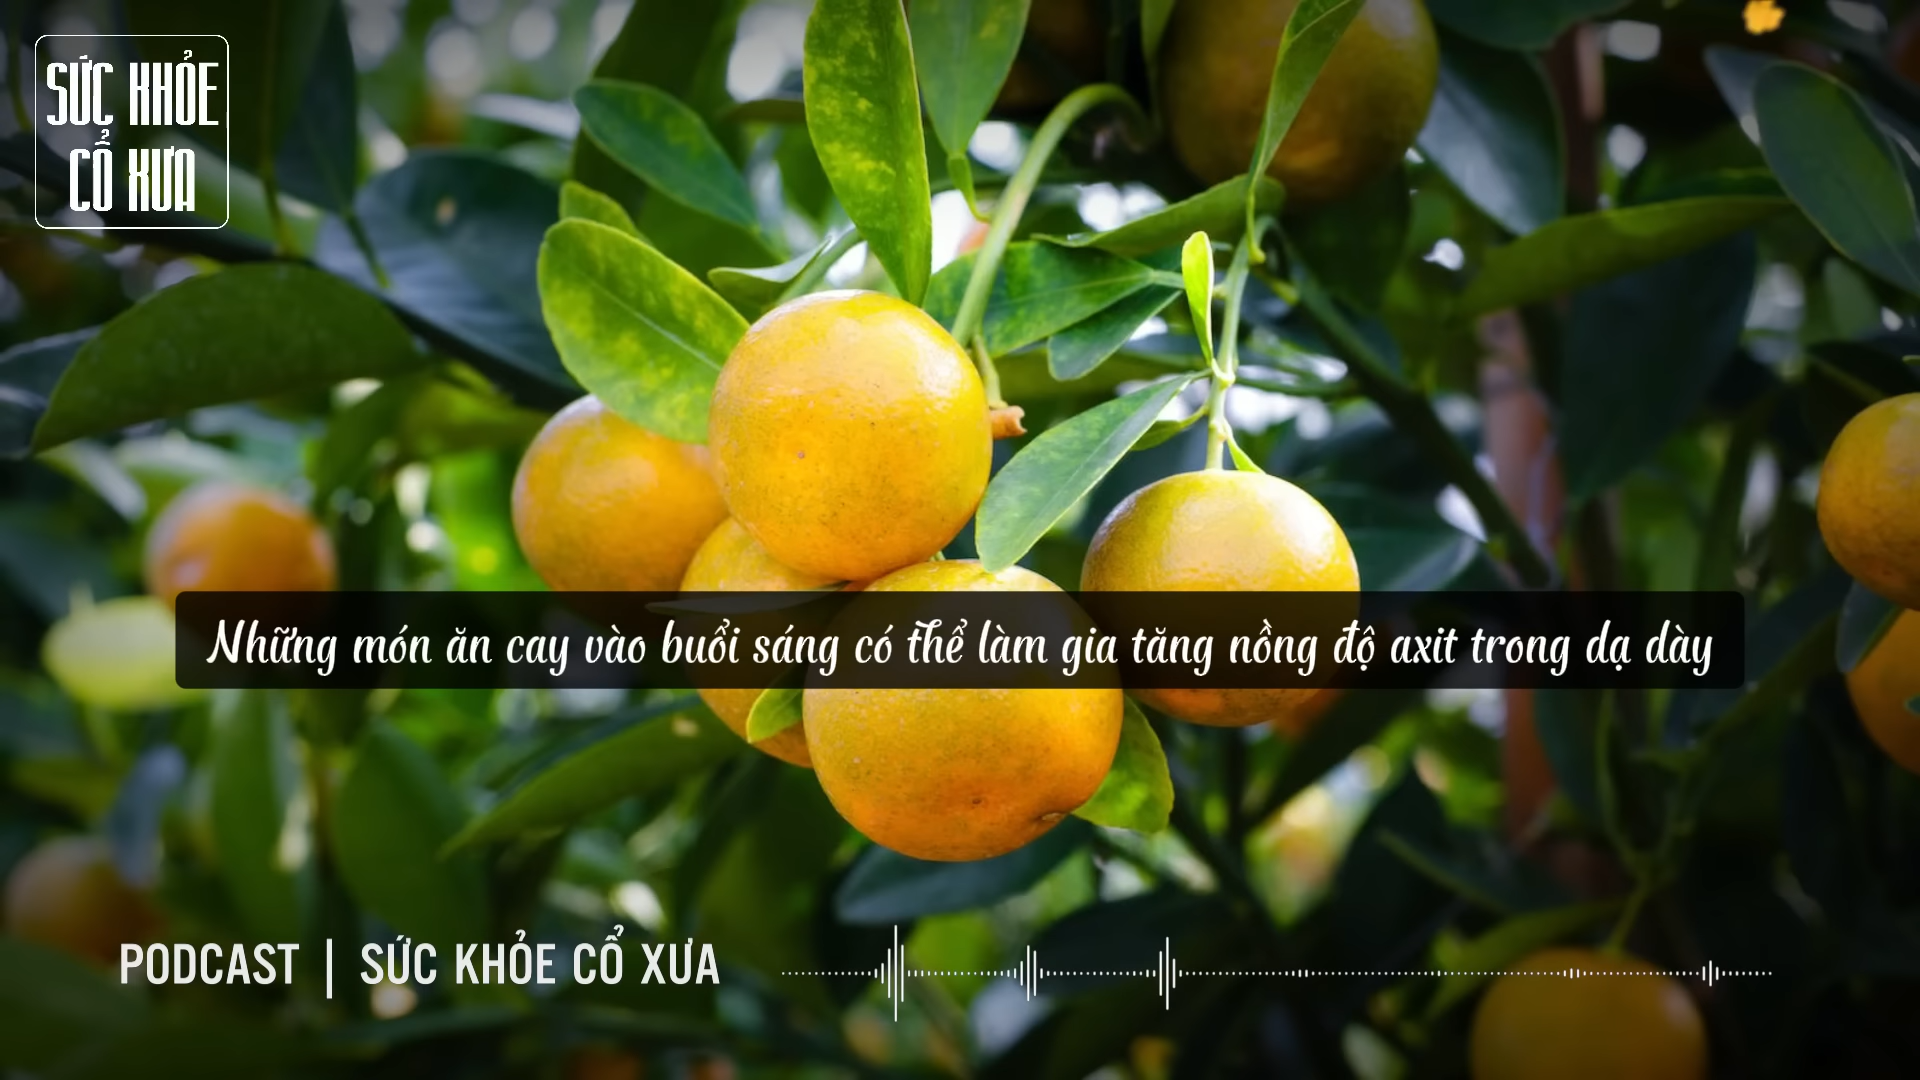 SỨC KHỎE
CỔ XƯA
Những món ăn cay vào buổi sáng có thể làm gia tăng nồng độ axit trong dạ dày
PODCAST | SỨC KHỎE CỔ XƯA